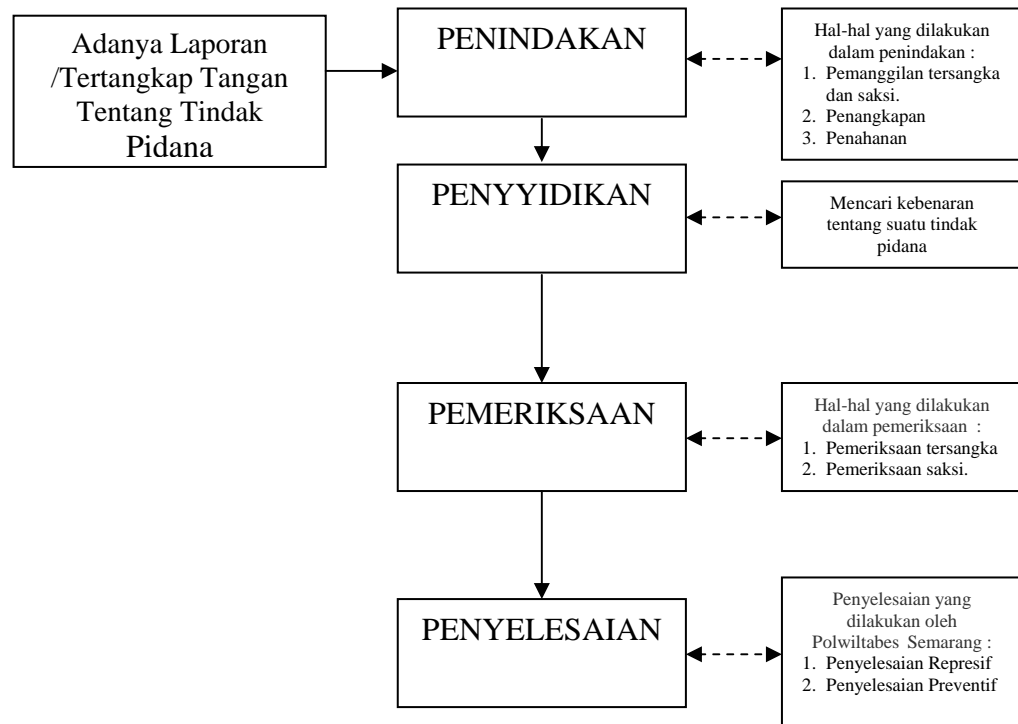 Adanya Laporan
/Tertangkap Tangan
Tentang Tindak
Pidana
PENINDAKAN
Hal-hal yang dilakukan
dalam penindakan :
1. Pemanggilan tersangka
dan saksi.
2. Penangkapan
3. Penahanan
PENYYIDIKAN
Mencari kebenaran
tentang suatu tindak
pidana
PEMERIKSAAN
Hal-hal yang dilakukan
dalam pemeriksaan :
1. Pemeriksaan tersangka
2. Pemeriksaan saksi.
PENYELESAIAN
Penyelesaian yang
dilakukan oleh
Polwiltabes Semarang :
1. Penyelesaian Represif
2. Penyelesaian Preventif